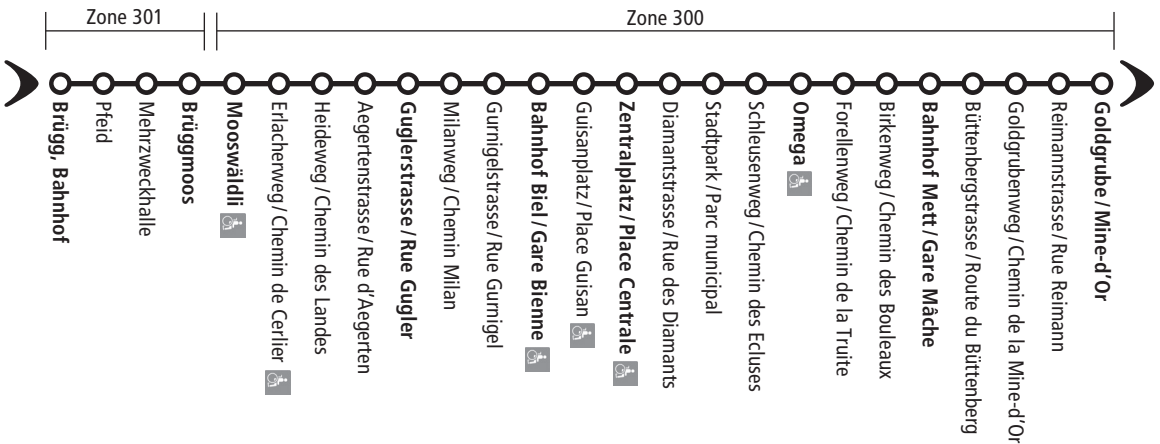 Zone 301
Zone 300
Brügg, Bahnhof
Pfeid
Mehrzweckhalle
Brüggmoos
Mooswäldli
Erlachenweg/Chemin de Cerlier
Heideweg/Chemin des Landes
Aegertenstrasse/Rue d'Aegerten
Guglerstrasse/Rue Gugler
Milanweg/Chemin Milan
Gurnigelstrasse/Rue Gurnigel
Bahnhof Biel/Gare Bienne
Guisanplatz/Place Guisan
Zentralplatz/Place Centrale
Diamantstrasse/Rue des Diamants
Stadtpark/Parc municipal
Schleusenweg/Chemin des Ecluses
Omega
Forellenweg/Chemin de la Truite
Birkenweg/Chemin des Bouleaux
Bahnhof Mett/Gare Mâche
Büttenbergstrasse/Route du Büttenberg
Goldgrubenweg/Chemin de la Mine-d'Or
Reimannstrasse/Rue Reimann
Goldgrube/Mine-d'Or